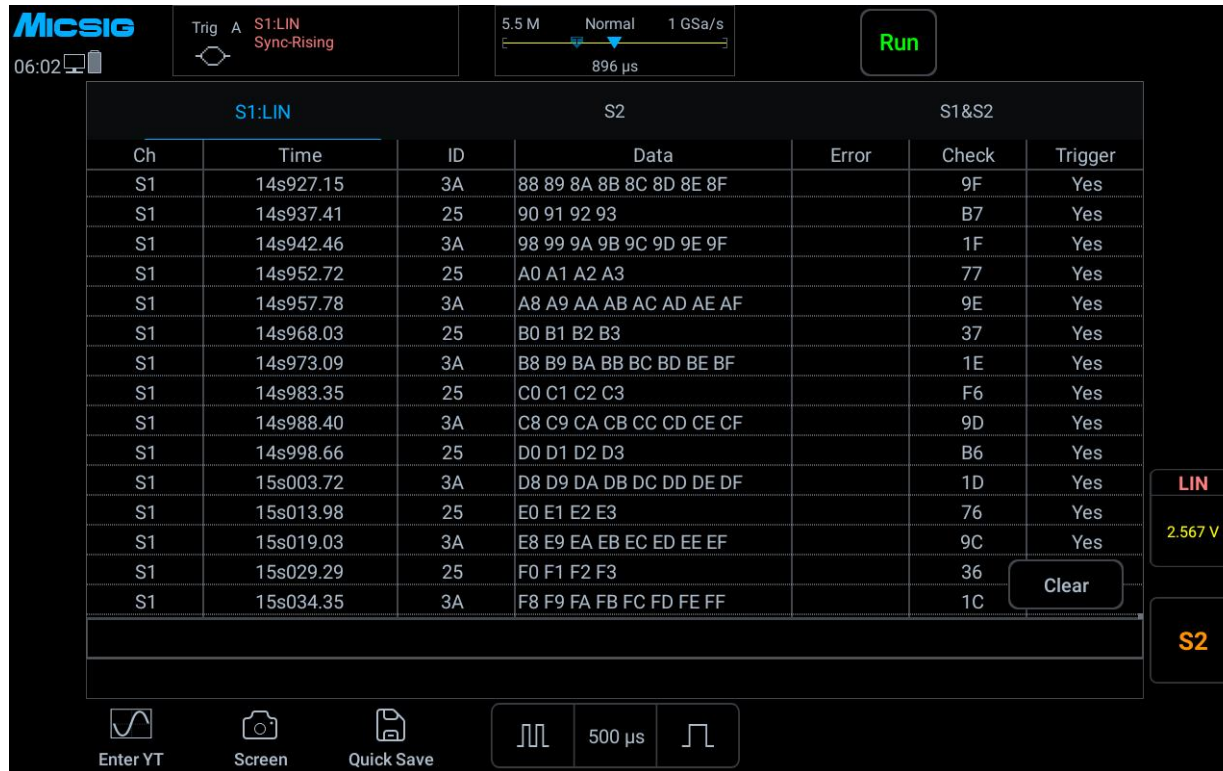 Micsig
06:02
Trig A S1:LIN
Sync-Rising
5.5 M Normal 1 GSa/s
T
896 µs
Run
S1:LIN S2 S1&S2
Ch Time ID Data Error Check Trigger
S1 14s927.15 3A 88 89 8A 8B 8C 8D 8E 8F 9F Yes
S1 14s937.41 25 90 91 92 93 B7 Yes
S1 14s942.46 3A 98 99 9A 9B 9C 9D 9E 9F 1F Yes
S1 14s952.72 25 A0 A1 A2 A3 77 Yes
S1 14s957.78 3A A8 A9 AA AB AC AD AE AF 9E Yes
S1 14s968.03 25 B0 B1 B2 B3 37 Yes
S1 14s973.09 3A B8 B9 BA BB BC BD BE BF 1E Yes
S1 14s983.35 25 C0 C1 C2 C3 F6 Yes
S1 14s988.40 3A C8 C9 CA CB CC CD CE CF 9D Yes
S1 14s998.66 25 D0 D1 D2 D3 B6 Yes
S1 15s003.72 3A D8 D9 DA DB DC DD DE DF 1D Yes
S1 15s013.98 25 E0 E1 E2 E3 76 Yes
S1 15s019.03 3A E8 E9 EA EB EC ED EE EF 9C Yes
S1 15s029.29 25 F0 F1 F2 F3 36
S1 15s034.35 3A F8 F9 FA FB FC FD FE FF 1C
Clear
LIN
2.567 V
S2
Enter YT Screen Quick Save 500 µs